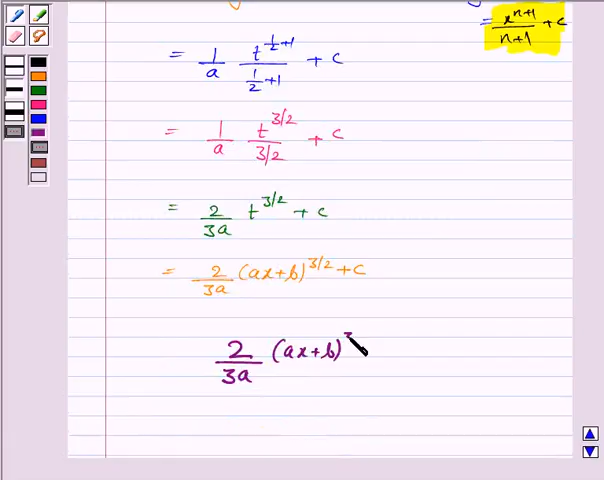 = x^{n+1}/(n+1) + c
= 1/a t^{1/2+1}/(1/2+1) + c
= 1/a t^{3/2}/(3/2) + c
= 2/3a t^{3/2} + c
= 2/3a (ax+b)^{3/2} + c
2/3a (ax+b)